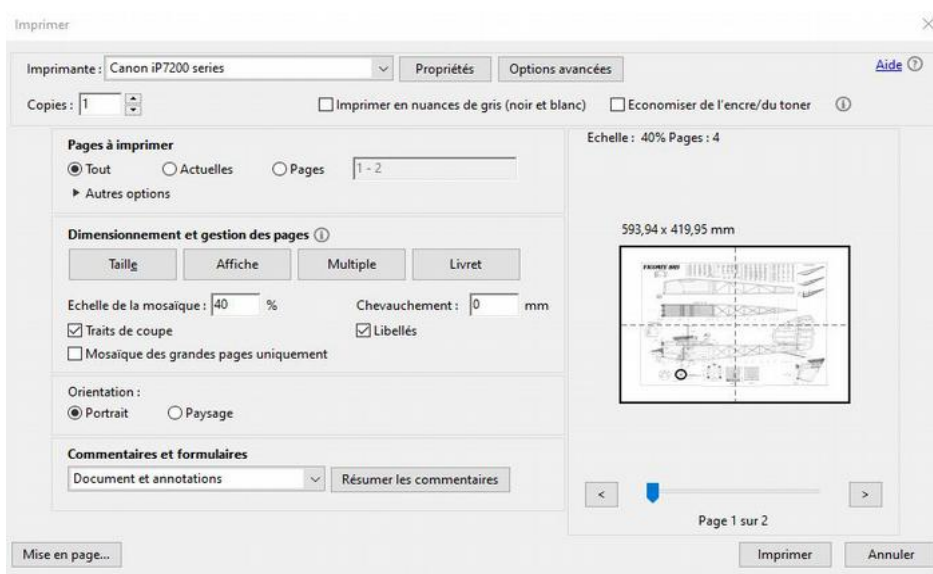 Imprimer
Imprimante : Canon iP7200 series Propriétés Options avancées Aide
Copies : 1 Imprimer en nuances de gris (noir et blanc) Economiser de l'encre/du toner
Pages à imprimer
Tout Actuelles Pages 1 - 2
Autres options
Dimensionnement et gestion des pages
Taille Affiche Multiple Livret
Echelle de la mosaïque : 40 % Chevauchement : 0 mm
Traits de coupe Libellés
Mosaïque des grandes pages uniquement
Orientation :
Portrait Paysage
Commentaires et formulaires
Document et annotations Résumer les commentaires
Echelle : 40% Pages : 4
593,94 x 419,95 mm
< >
Page 1 sur 2
Mise en page... Imprimer Annuler